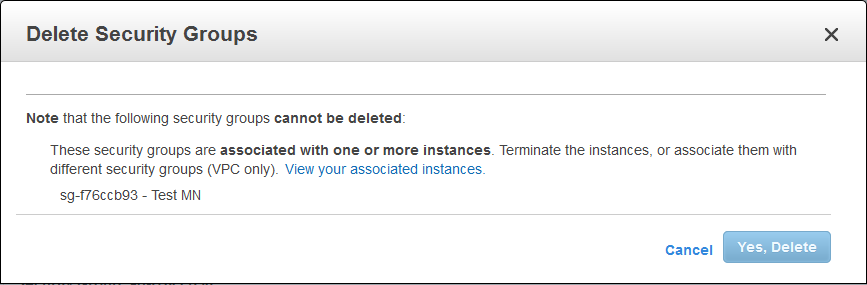 Delete Security Groups
Note that the following security groups cannot be deleted:
These security groups are associated with one or more instances. Terminate the instances, or associate them with
different security groups (VPC only). View your associated instances.
sg-f76ccb93 - Test MN
Cancel Yes, Delete